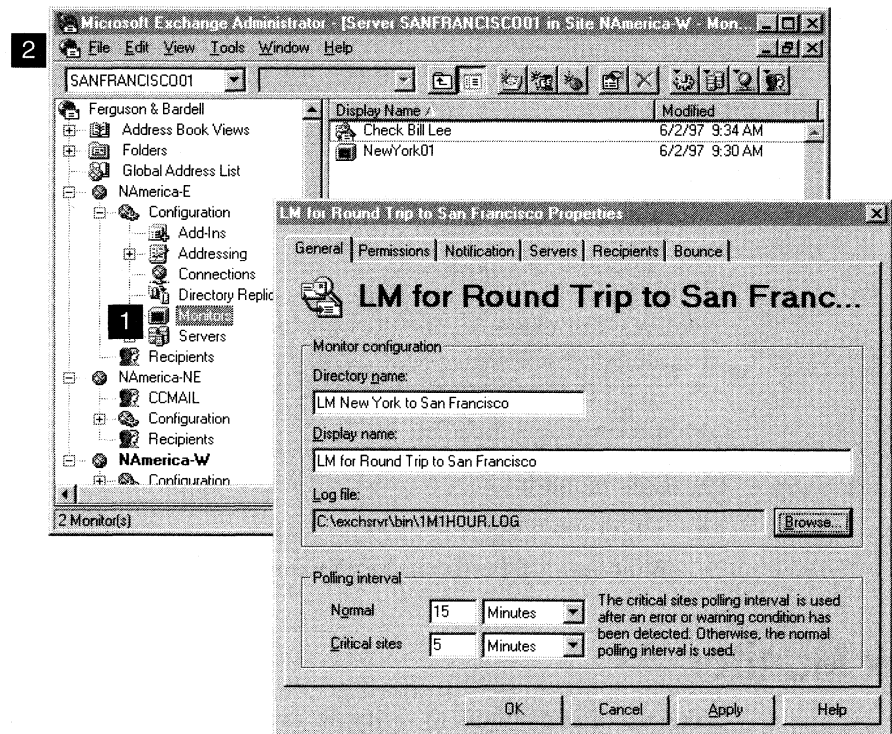 Microsoft Exchange Administrator - [Server SANFRANCISCO01 in Site NAmerica-W - Mon...
2
File Edit View Tools Window Help
SANFRANCISCO01
Ferguson & Bardell
Address Book Views
Folders
Global Address List
NAmerica-E
Configuration
Add-Ins
Addressing
Connections
Directory Replic
1
Monitors
Servers
Recipients
NAmerica-NE
CCMAIL
Configuration
Recipients
NAmerica-W
Configuration
2 Monitor(s)
Display Name Modified
Check Bill Lee 6/2/97 9:34 AM
NewYork01 6/2/97 9:30 AM
LM for Round Trip to San Francisco Properties
General Permissions Notification Servers Recipients Bounce
LM for Round Trip to San Franc...
Monitor configuration
Directory name:
LM New York to San Francisco
Display name:
LM for Round Trip to San Francisco
Log file:
C:\exchsrvr\bin\1M1HOUR.LOG Browse...
Polling interval
Normal 15 Minutes
Critical sites 5 Minutes
The critical sites polling interval is used
after an error or warning condition has
been detected. Otherwise, the normal
polling interval is used.
OK Cancel Apply Help